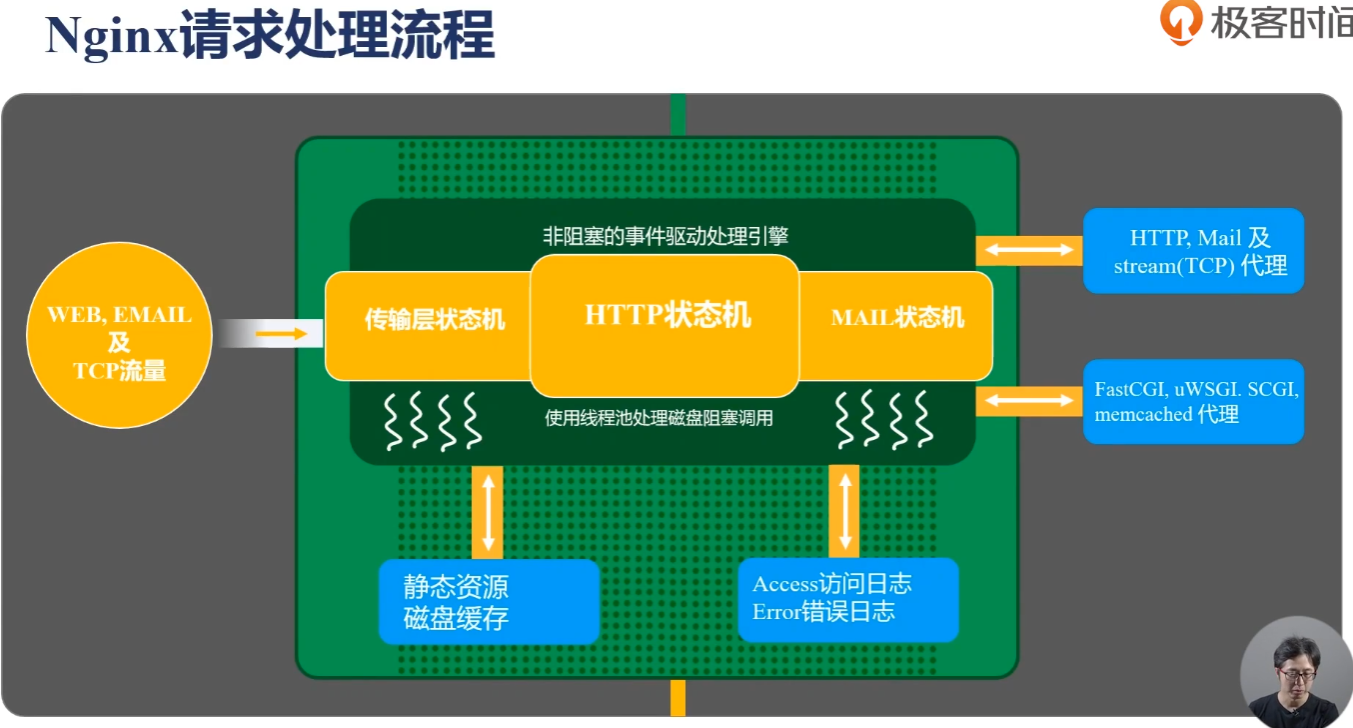 Nginx请求处理流程
极客时间
非阻塞的事件驱动处理引擎
WEB, EMAIL
及
TCP流量
传输层状态机
HTTP状态机
MAIL状态机
使用线程池处理磁盘阻塞调用
HTTP, Mail 及
stream(TCP) 代理
FastCGI, uWSGI. SCGI,
memcached 代理
静态资源
磁盘缓存
Access访问日志
Error错误日志